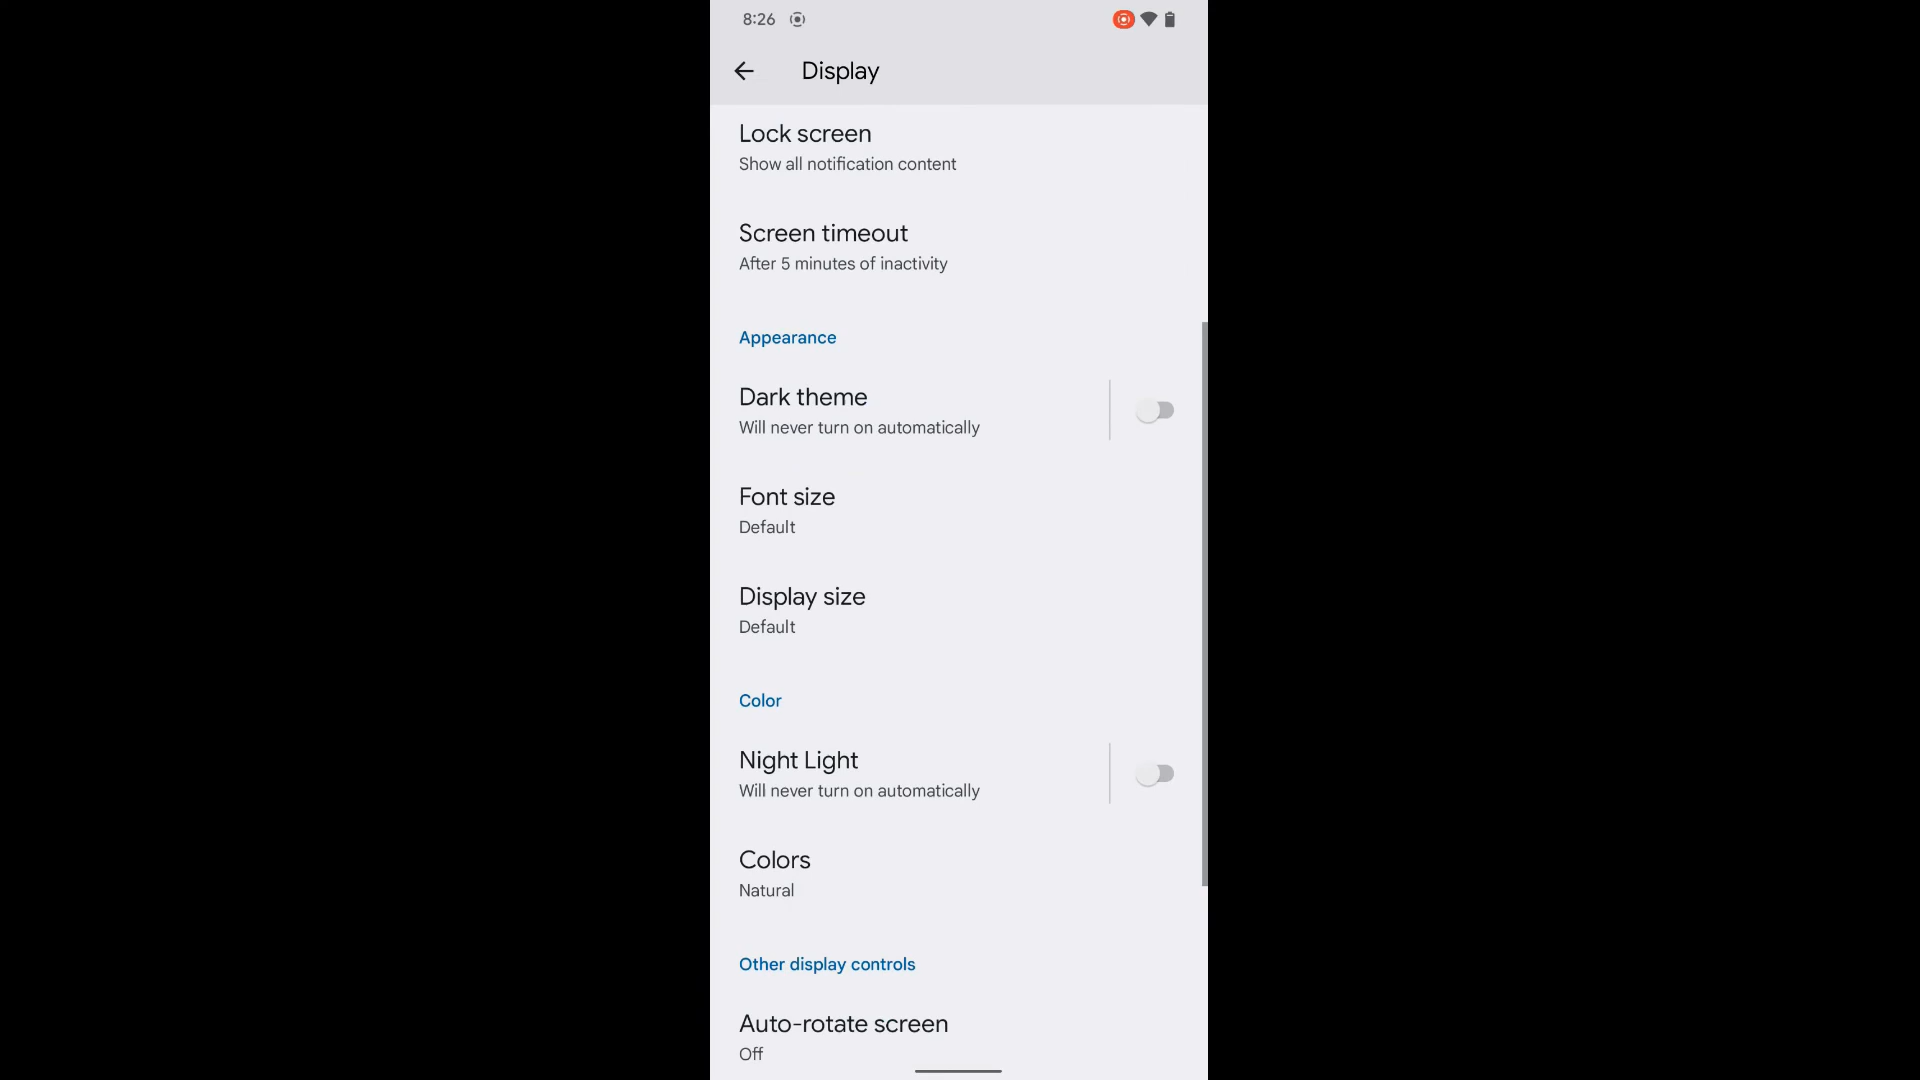 8:26
Display
Lock screen
Show all notification content
Screen timeout
After 5 minutes of inactivity
Appearance
Dark theme
Will never turn on automatically
Font size
Default
Display size
Default
Color
Night Light
Will never turn on automatically
Colors
Natural
Other display controls
Auto-rotate screen
Off